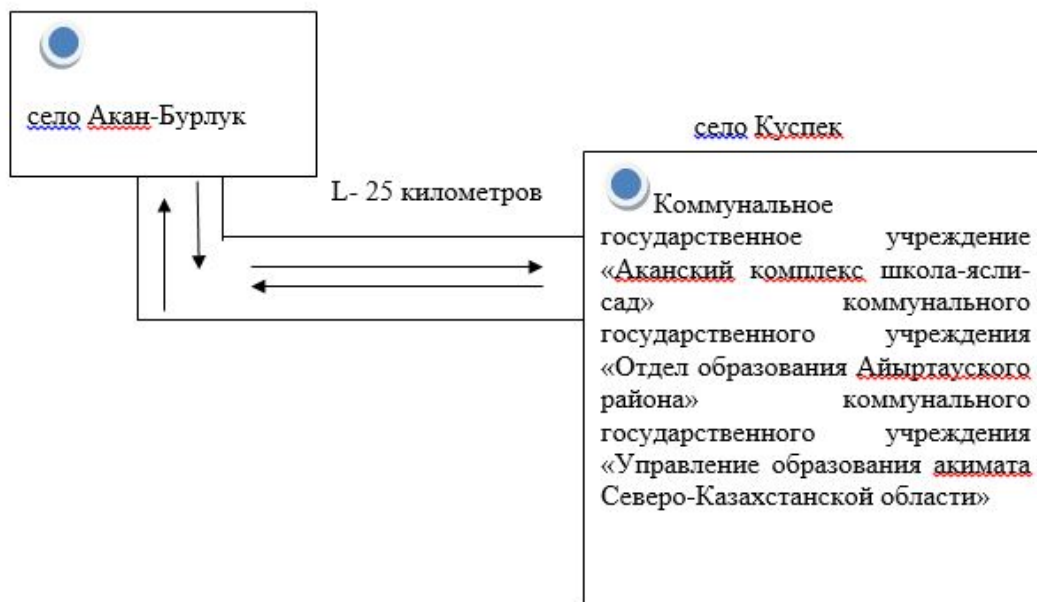 село Акан-Бурлук
село Куспек
L- 25 километров
Коммунальное
государственное учреждение
«Аканский комплекс школа-ясли-
сад» коммунального
государственного учреждения
«Отдел образования Айыртауского
района» коммунального
государственного учреждения
«Управление образования акимата
Северо-Казахстанской области»